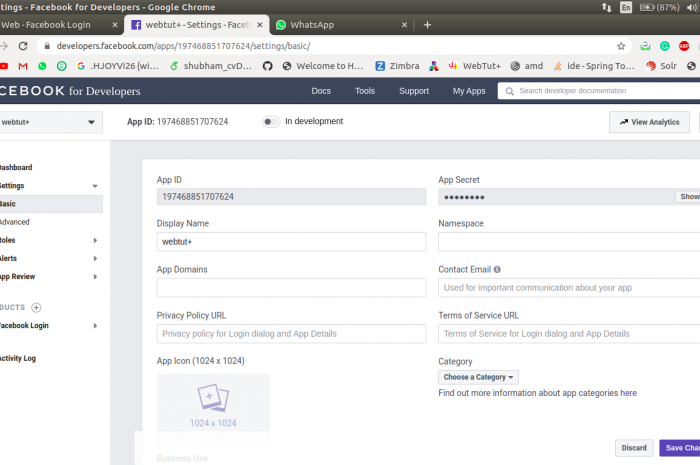 tings - Facebook for Developers - Google Chrome
En
(87%)
Web - Facebook Login
webtut+ - Settings - Faceb
WhatsApp
developers.facebook.com/apps/197468851707624/settings/basic/
ABP
.HJOYVi26 {wi...
shubham_cvD...
Welcome to H...
Zimbra
WebTut+
amd
ide - Spring To...
Solr
(36
CEBOOK for Developers
Docs
Tools
Support
My Apps
Search developer documentation
webtut+
App ID: 197468851707624
In development
View Analytics
Dashboard
Settings
Basic
Advanced
Roles
Alerts
App Review
DUCTS
Facebook Login
Activity Log
App ID
197468851707624
App Secret
●●●●●●●●
Show
Display Name
webtut+
Namespace
App Domains
Contact Email
Used for important communication about your app
Privacy Policy URL
Privacy policy for Login dialog and App Details
Terms of Service URL
Terms of Service for Login dialog and App Details
App Icon (1024 x 1024)
1024 x 1024
Category
Choose a Category
Find out more information about app categories here
Business Use
Discard
Save Chan